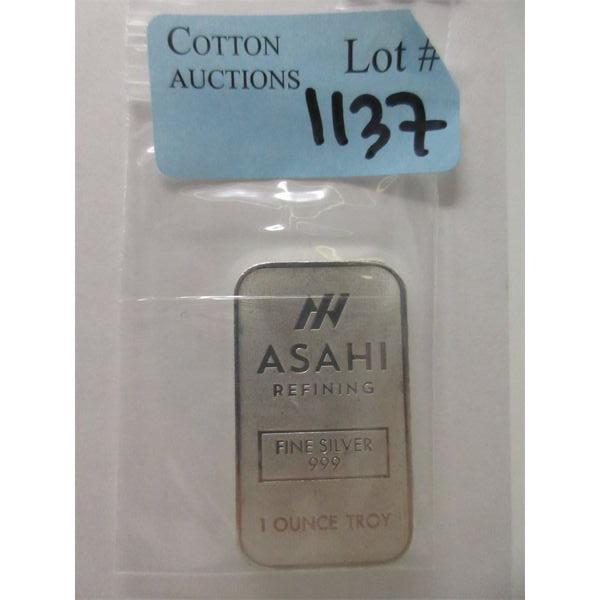 COTTON Lot #
AUCTIONS 1137
ASAHI
REFINING
FINE SILVER
999
1 OUNCE TROY